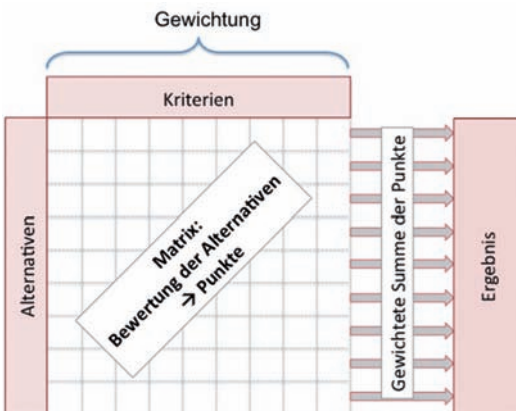 Gewichtung
Kriterien
Alternativen
Matrix:
Bewertung der Alternativen
→ Punkte
Gewichtete Summe der Punkte
Ergebnis